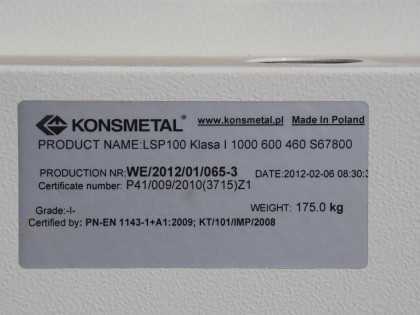 KONSMETAL® www.konsmetal.pl Made In Poland
PRODUCT NAME:LSP100 Klasa I 1000 600 460 S67800
PRODUCTION NR:WE/2012/01/065-3 DATE:2012-02-06 08:30:3
Certificate number: P41/009/2010(3715)Z1
Grade:-I- WEIGHT: 175.0 kg
Certified by: PN-EN 1143-1+A1:2009; KT/101/IMP/2008